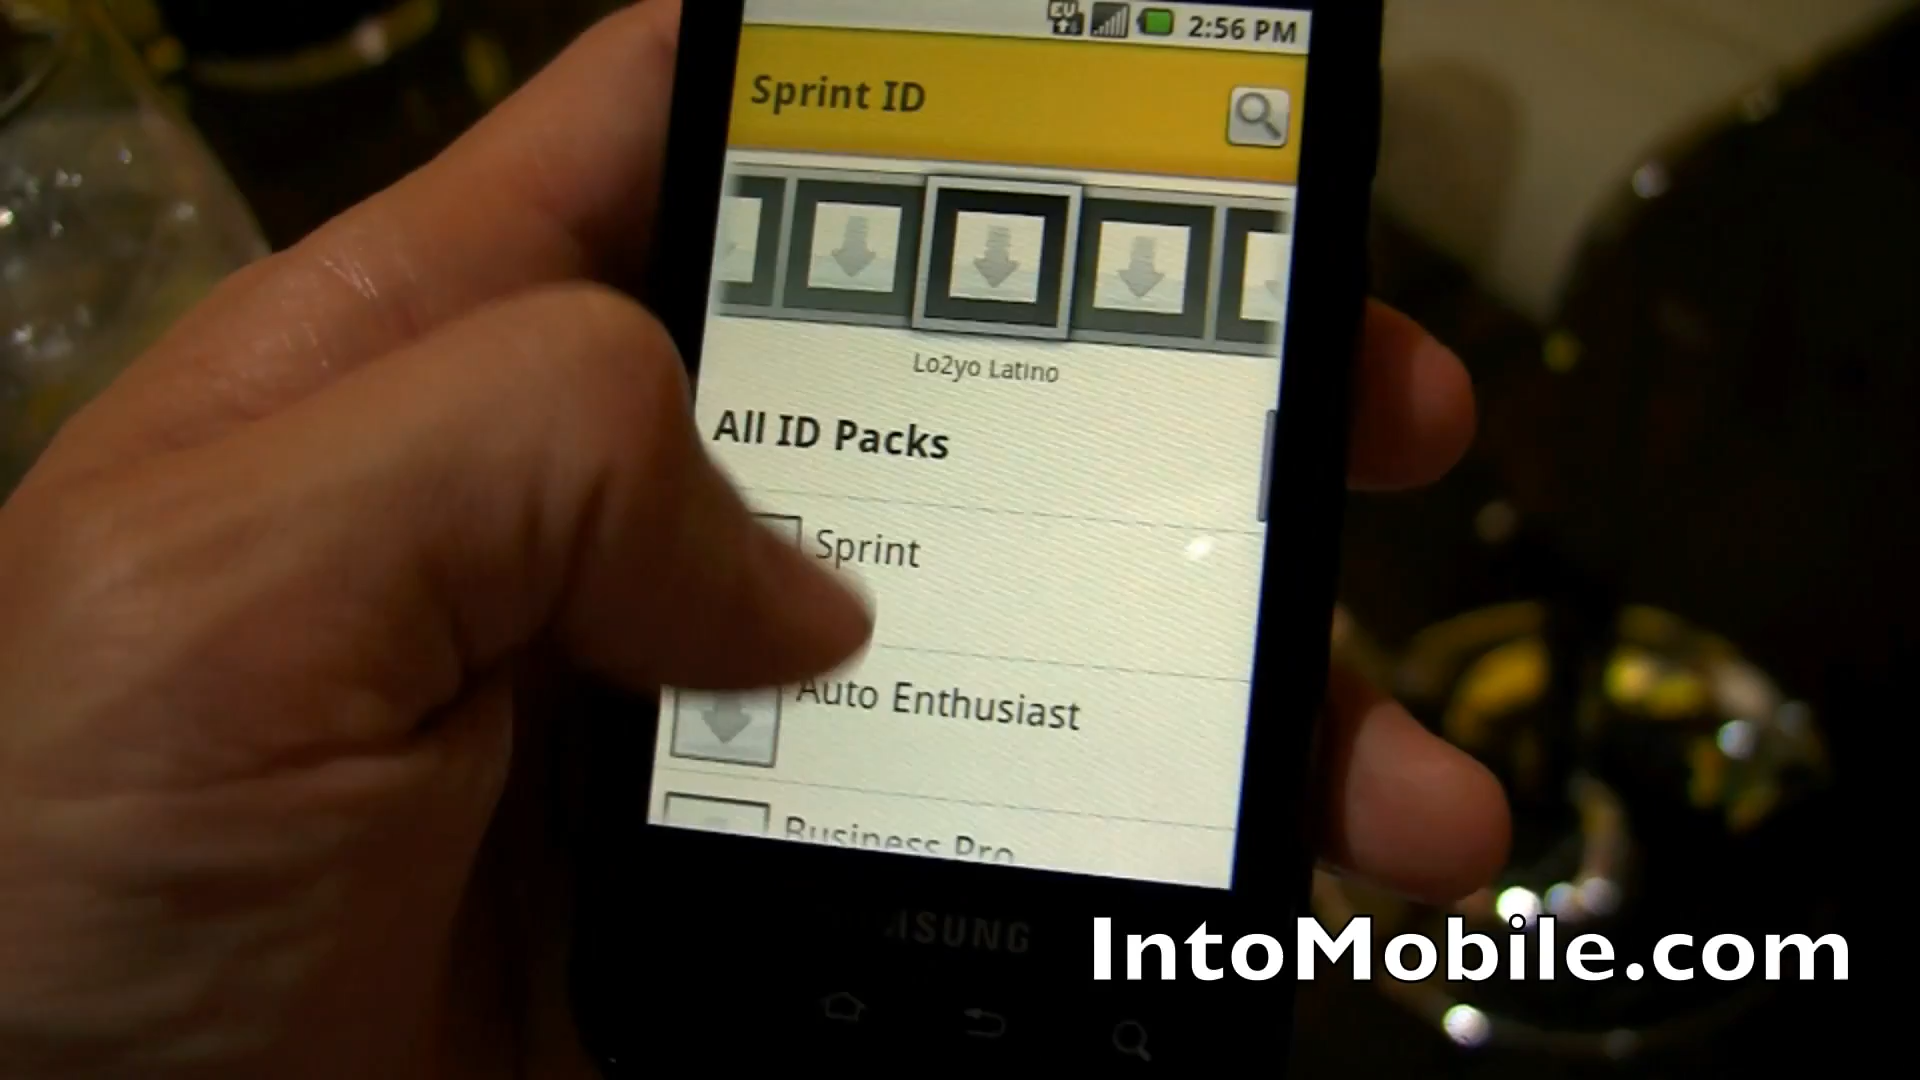 2:56 PM
Sprint ID
Lo2yo Latino
All ID Packs
Sprint
Auto Enthusiast
Business Pro
SAMSUNG
IntoMobile.com